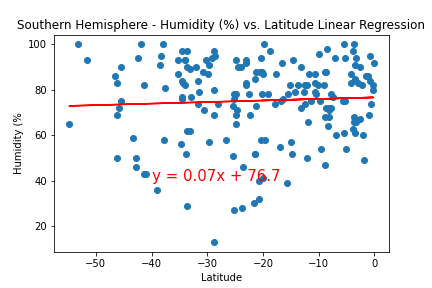 Southern Hemisphere - Humidity (%) vs. Latitude Linear Regression
100
80
60
40
20
Humidity (%
y = 0.07x + 76.7
−50
−40
−30
−20
−10
0
Latitude